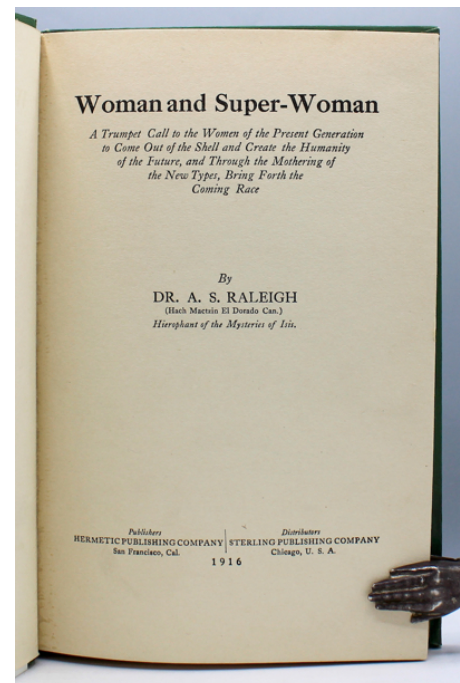 Woman and Super-Woman
A Trumpet Call to the Women of the Present Generation
to Come Out of the Shell and Create the Humanity
of the Future, and Through the Mothering of
the New Types, Bring Forth the
Coming Race
By
DR. A. S. RALEIGH
(Hach Mactzin El Dorado Can.)
Hierophant of the Mysteries of Isis.
Publishers
HERMETIC PUBLISHING COMPANY
San Francisco, Cal.
Distributors
STERLING PUBLISHING COMPANY
Chicago, U. S. A.
1916